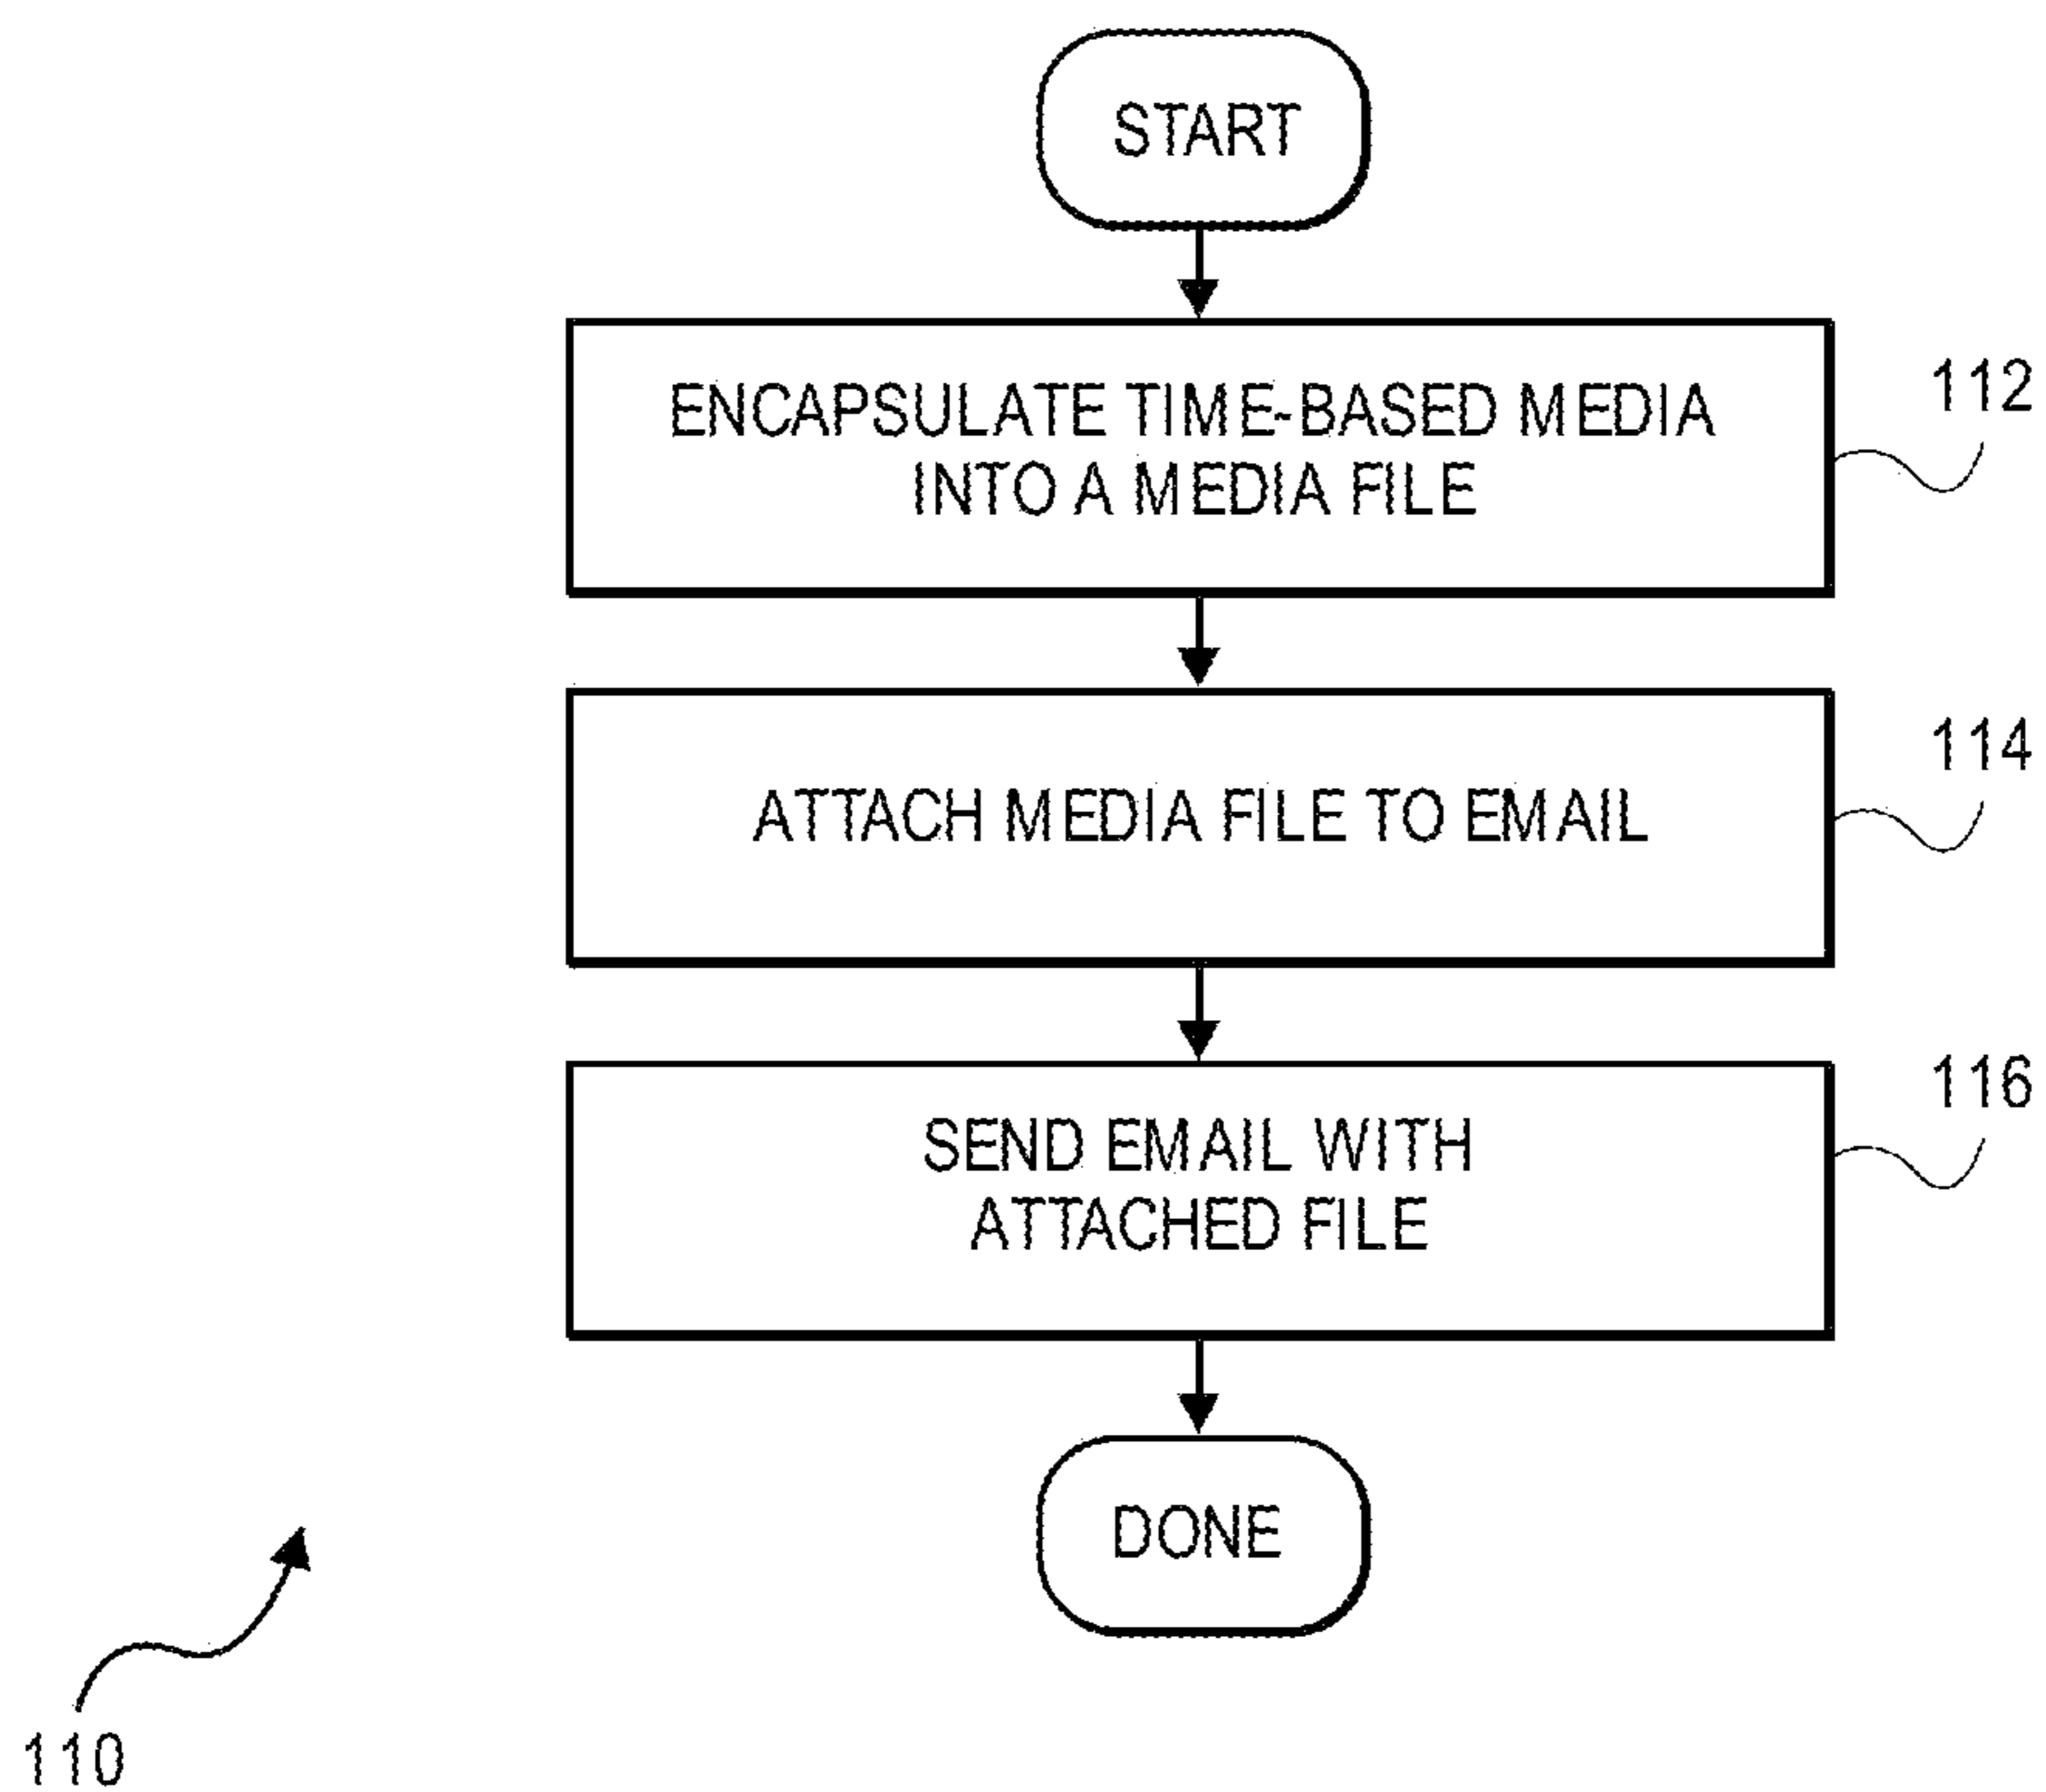 START
ENCAPSULATE TIME-BASED MEDIA
INTO A MEDIA FILE
112
ATTACH MEDIA FILE TO EMAIL
114
SEND EMAIL WITH
ATTACHED FILE
116
DONE
110